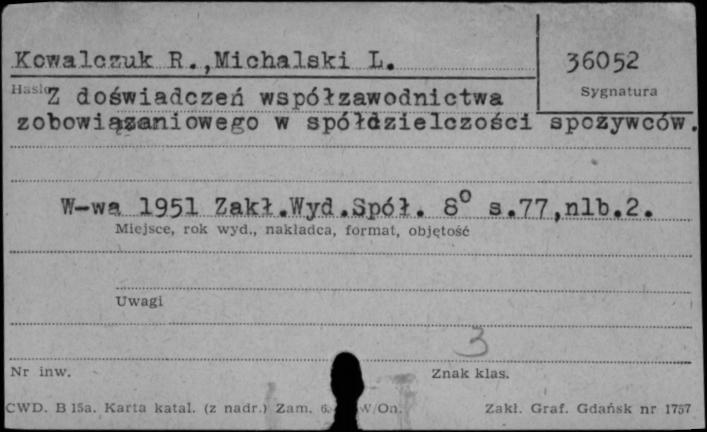 Kowalczuk R.,Michalski L.
36052
Hasło
Sygnatura
Z doświadczeń współzawodnictwa
zobowiązaniowego w spółdzielczości spożywców.
W-wa 1951 Zakł.Wyd.Spół. 8° s.77,nlb.2.
Miejsce, rok wyd., nakładca, format, objętość
Uwagi
3
Nr inw.
Znak klas.
CWD. B 15a. Karta katal. (z nadr.) Zam. W/On.
Zakł. Graf. Gdańsk nr 1757